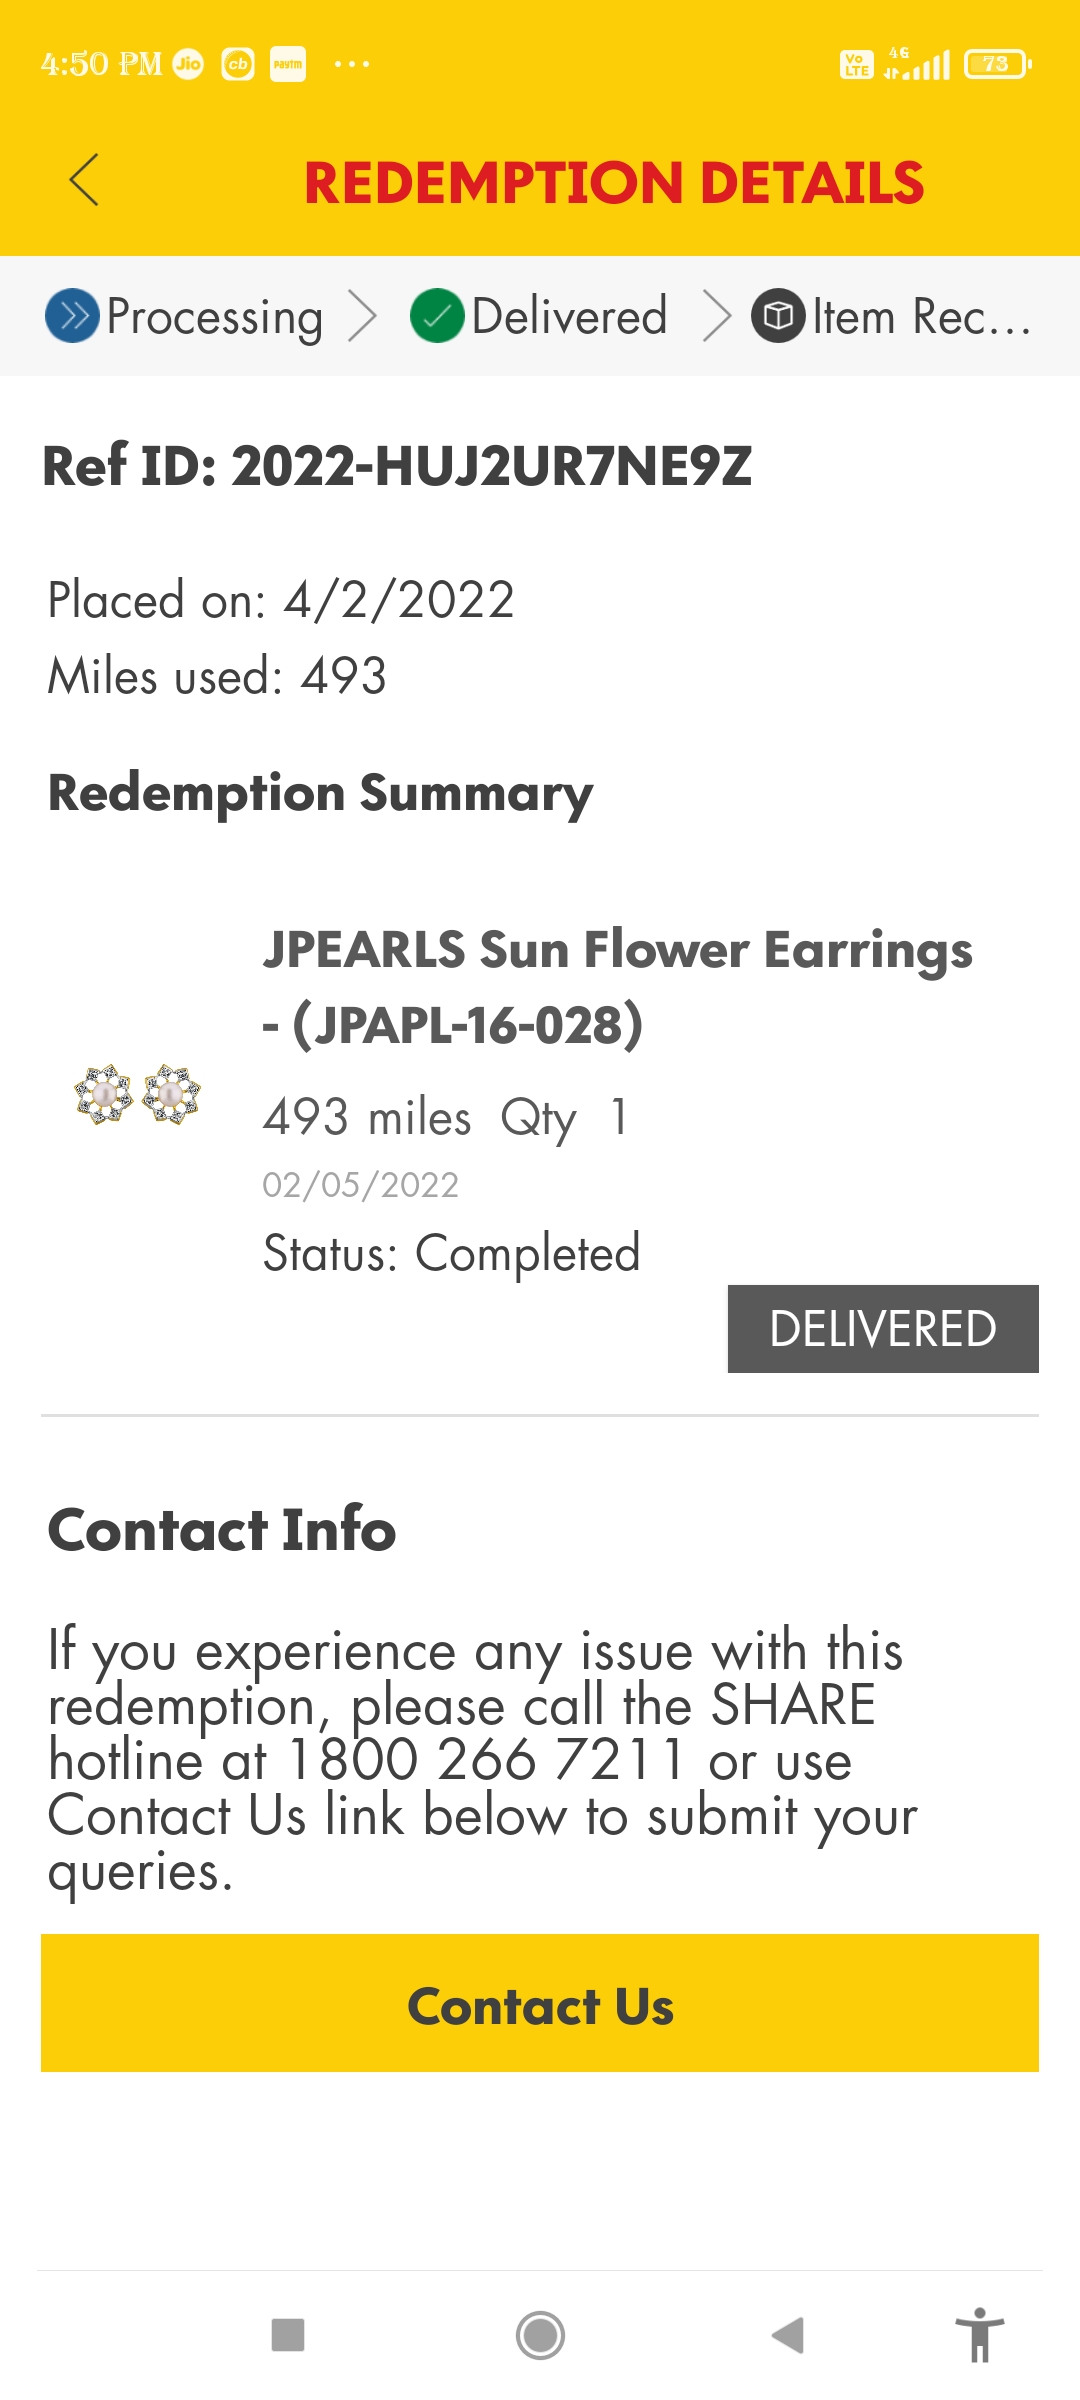 4:50 PM Jio cb paytm ... Vo LTE 4G 73
REDEMPTION DETAILS
Processing Delivered Item Rec...
Ref ID: 2022-HUJ2UR7NE9Z
Placed on: 4/2/2022
Miles used: 493
Redemption Summary
JPEARLS Sun Flower Earrings
- (JPAPL-16-028)
493 miles Qty 1
02/05/2022
Status: Completed
DELIVERED
Contact Info
If you experience any issue with this
redemption, please call the SHARE
hotline at 1800 266 7211 or use
Contact Us link below to submit your
queries.
Contact Us